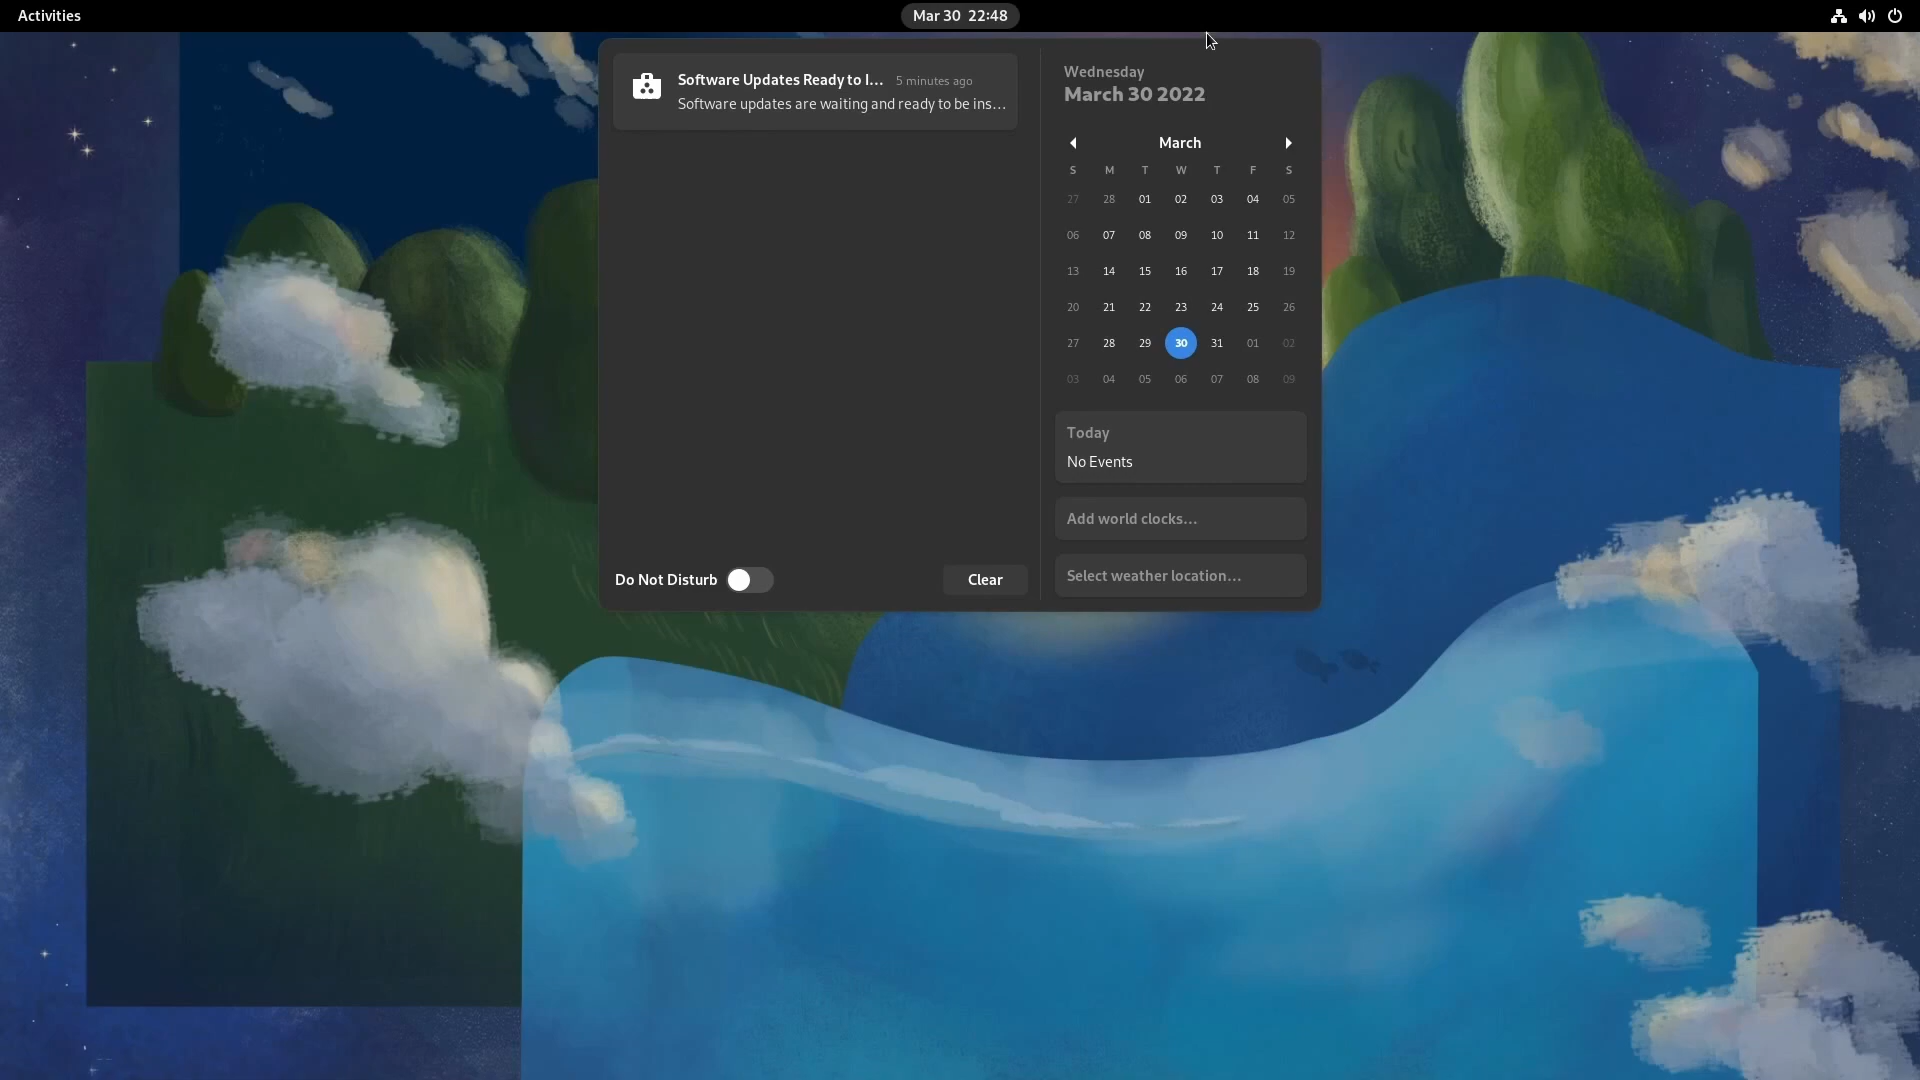 Activities
Mar 30 22:48
Software Updates Ready to I... 5 minutes ago
Software updates are waiting and ready to be ins...
Do Not Disturb
Clear
Wednesday
March 30 2022
March
S M T W T F S
27 28 01 02 03 04 05
06 07 08 09 10 11 12
13 14 15 16 17 18 19
20 21 22 23 24 25 26
27 28 29 30 31 01 02
03 04 05 06 07 08 09
Today
No Events
Add world clocks...
Select weather location...